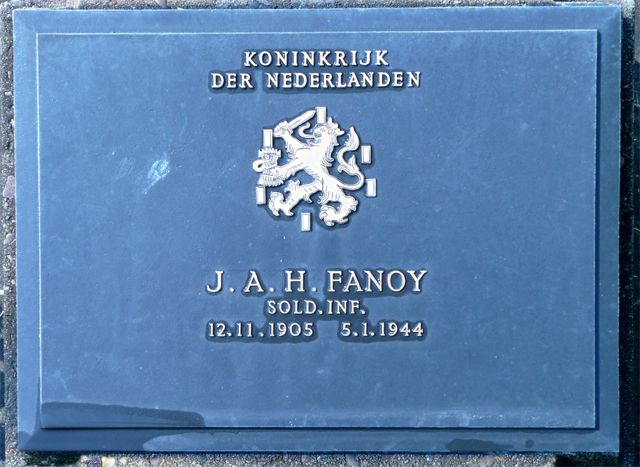 KONINKRIJK
DER NEDERLANDEN
J. A. H. FANOY
SOLD. INF.
12.11.1905 5.1.1944